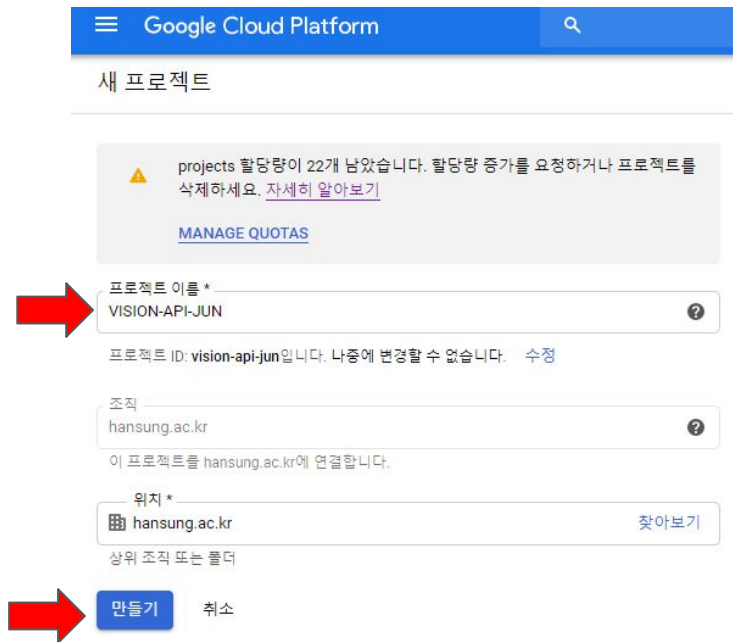 Google Cloud Platform
새 프로젝트
projects 할당량이 22개 남았습니다. 할당량 증가를 요청하거나 프로젝트를
삭제하세요. 자세히 알아보기
MANAGE QUOTAS
프로젝트 이름 *
VISION-API-JUN
프로젝트 ID: vision-api-jun입니다. 나중에 변경할 수 없습니다. 수정
조직
hansung.ac.kr
이 프로젝트를 hansung.ac.kr에 연결합니다.
위치 *
hansung.ac.kr 찾아보기
상위 조직 또는 폴더
만들기 취소